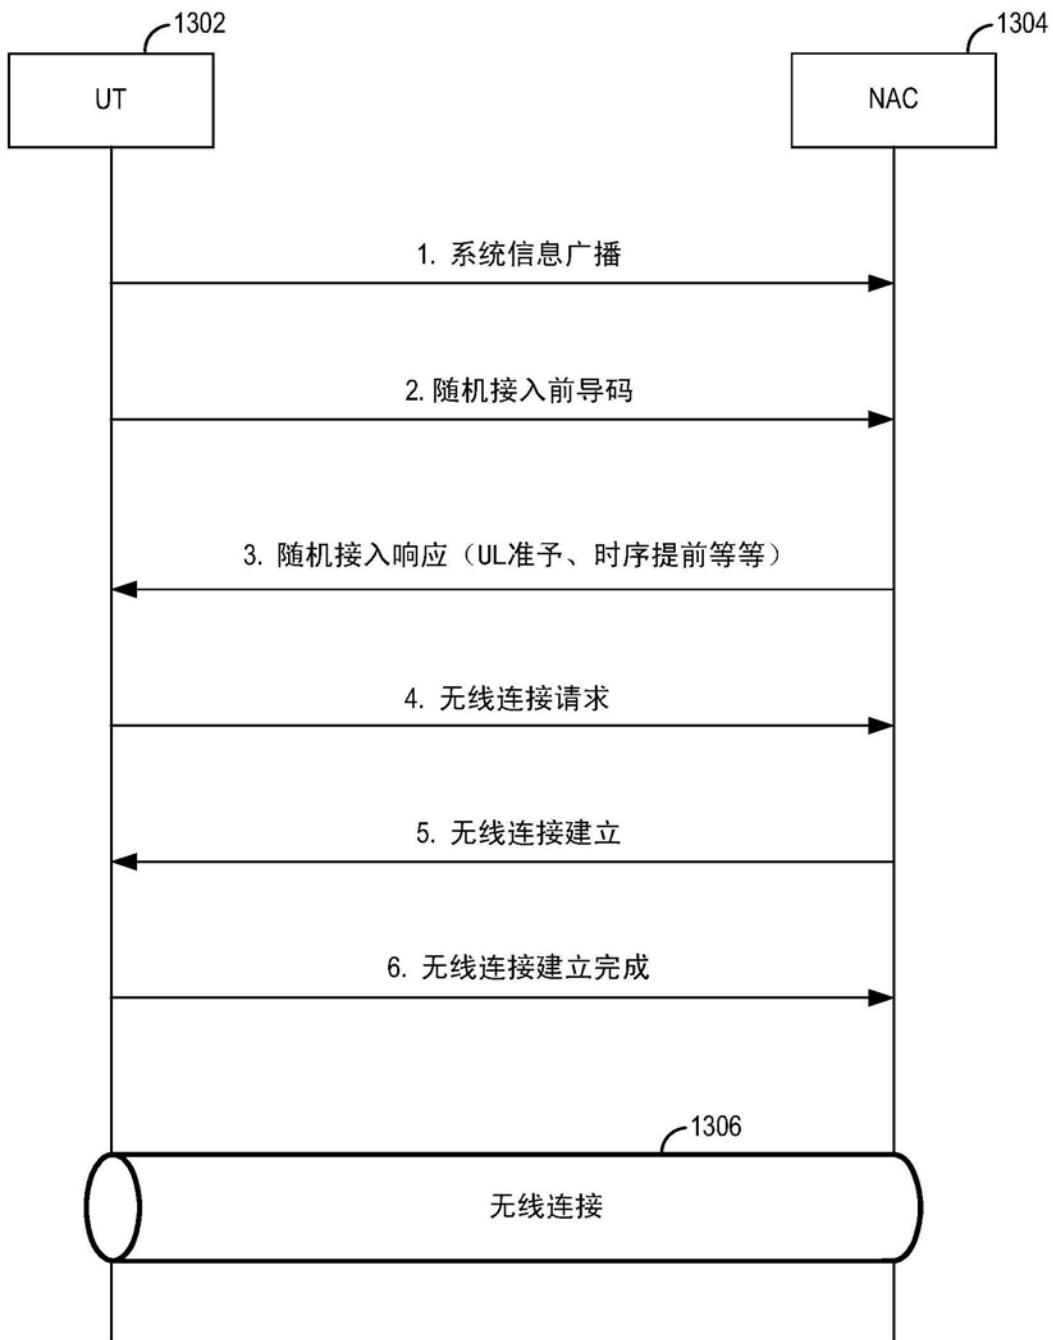 1302
1304
UT
NAC
1. 系统信息广播
2. 随机接入前导码
3. 随机接入响应（UL准予、时序提前等等）
4. 无线连接请求
5. 无线连接建立
6. 无线连接建立完成
1306
无线连接